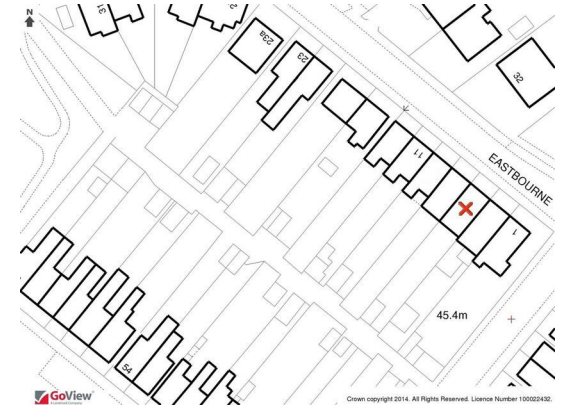 N
31
23a
23
32
11
EASTBOURNE
1
45.4m
54
GoView
Crown copyright 2014. All Rights Reserved. Licence Number 100022432.